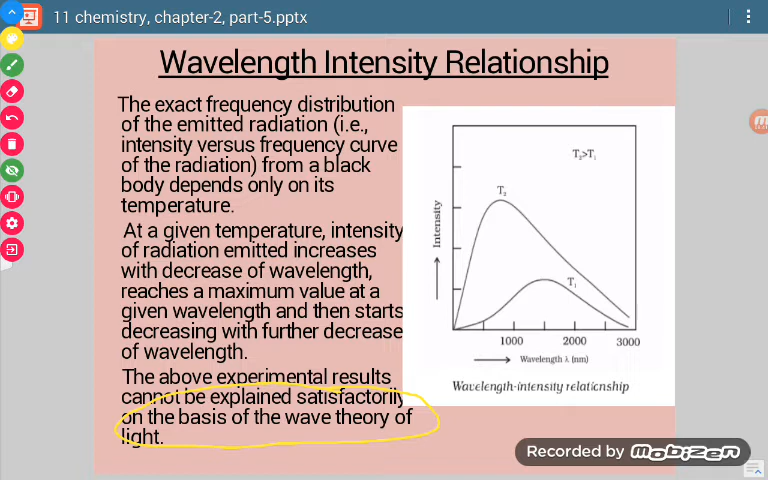 11 chemistry, chapter-2, part-5.pptx
Wavelength Intensity Relationship
The exact frequency distribution
of the emitted radiation (i.e.,
intensity versus frequency curve
of the radiation) from a black
body depends only on its
temperature.
At a given temperature, intensity
of radiation emitted increases
with decrease of wavelength,
reaches a maximum value at a
given wavelength and then starts
decreasing with further decrease
of wavelength.
The above experimental results
cannot be explained satisfactorily
on the basis of the wave theory of
light.
T₂>T₁
T₂
T₁
Intensity
1000 2000 3000
Wavelength λ (nm)
Wavelength-intensity relationship
Recorded by mobizen